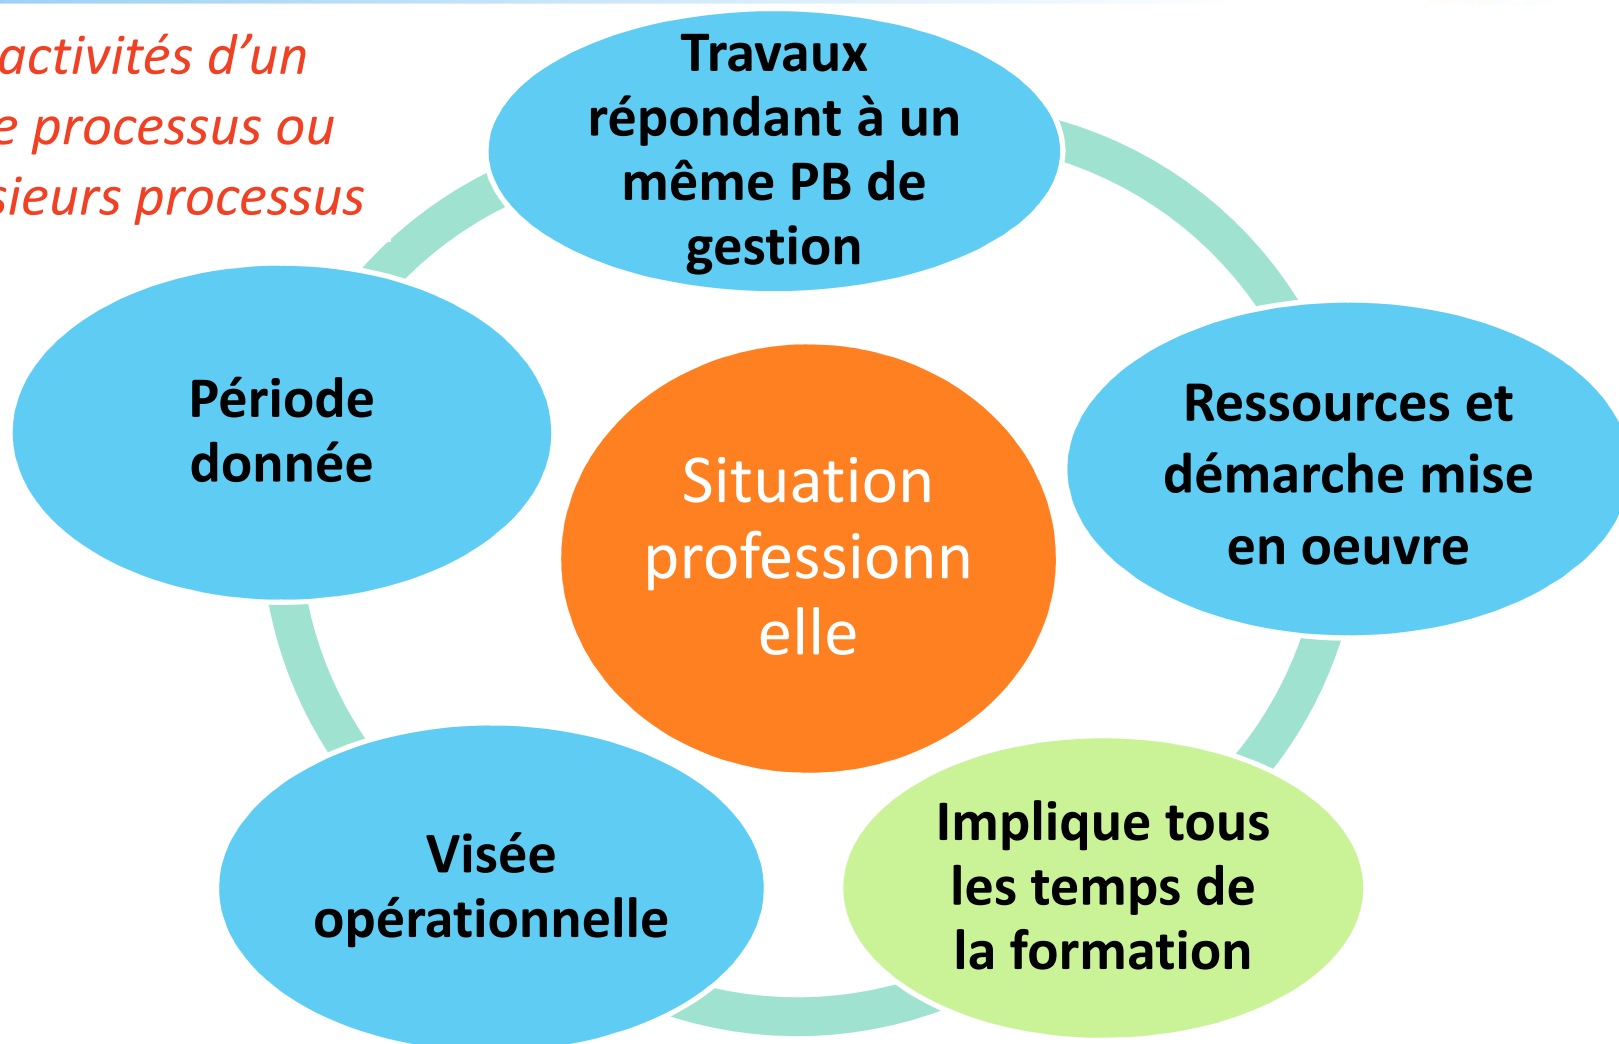 activités d’un
e processus ou
sieurs processus
Travaux
répondant à un
même PB de
gestion
Période
donnée
Ressources et
démarche mise
en oeuvre
Situation
professionn
elle
Visée
opérationnelle
Implique tous
les temps de
la formation